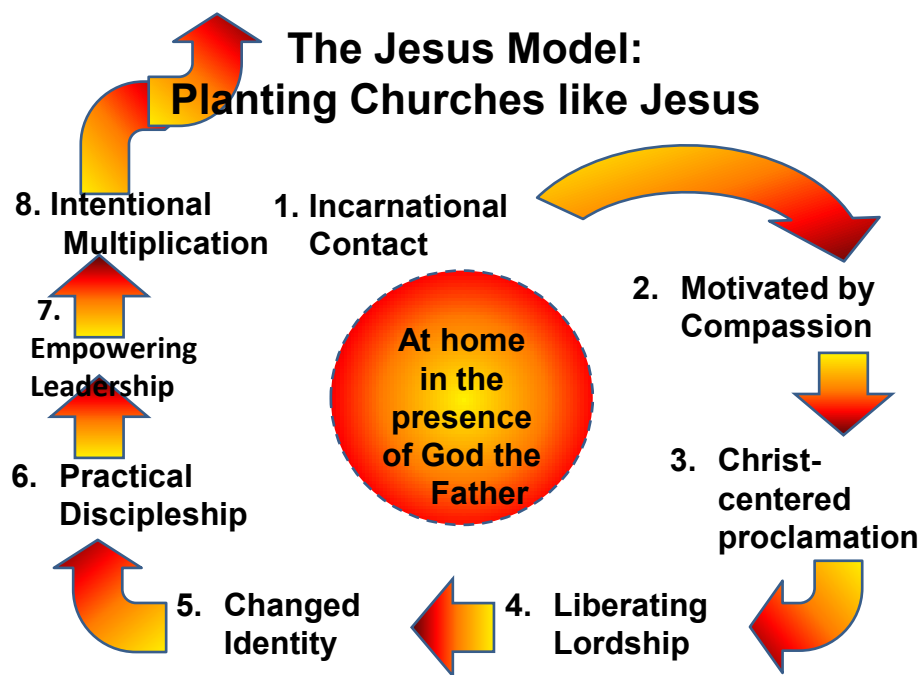 The Jesus Model:
Planting Churches like Jesus
1. Incarnational
Contact
2. Motivated by
Compassion
3. Christ-
centered
proclamation
4. Liberating
Lordship
5. Changed
Identity
6. Practical
Discipleship
7.
Empowering
Leadership
8. Intentional
Multiplication
At home
in the
presence
of God the
Father